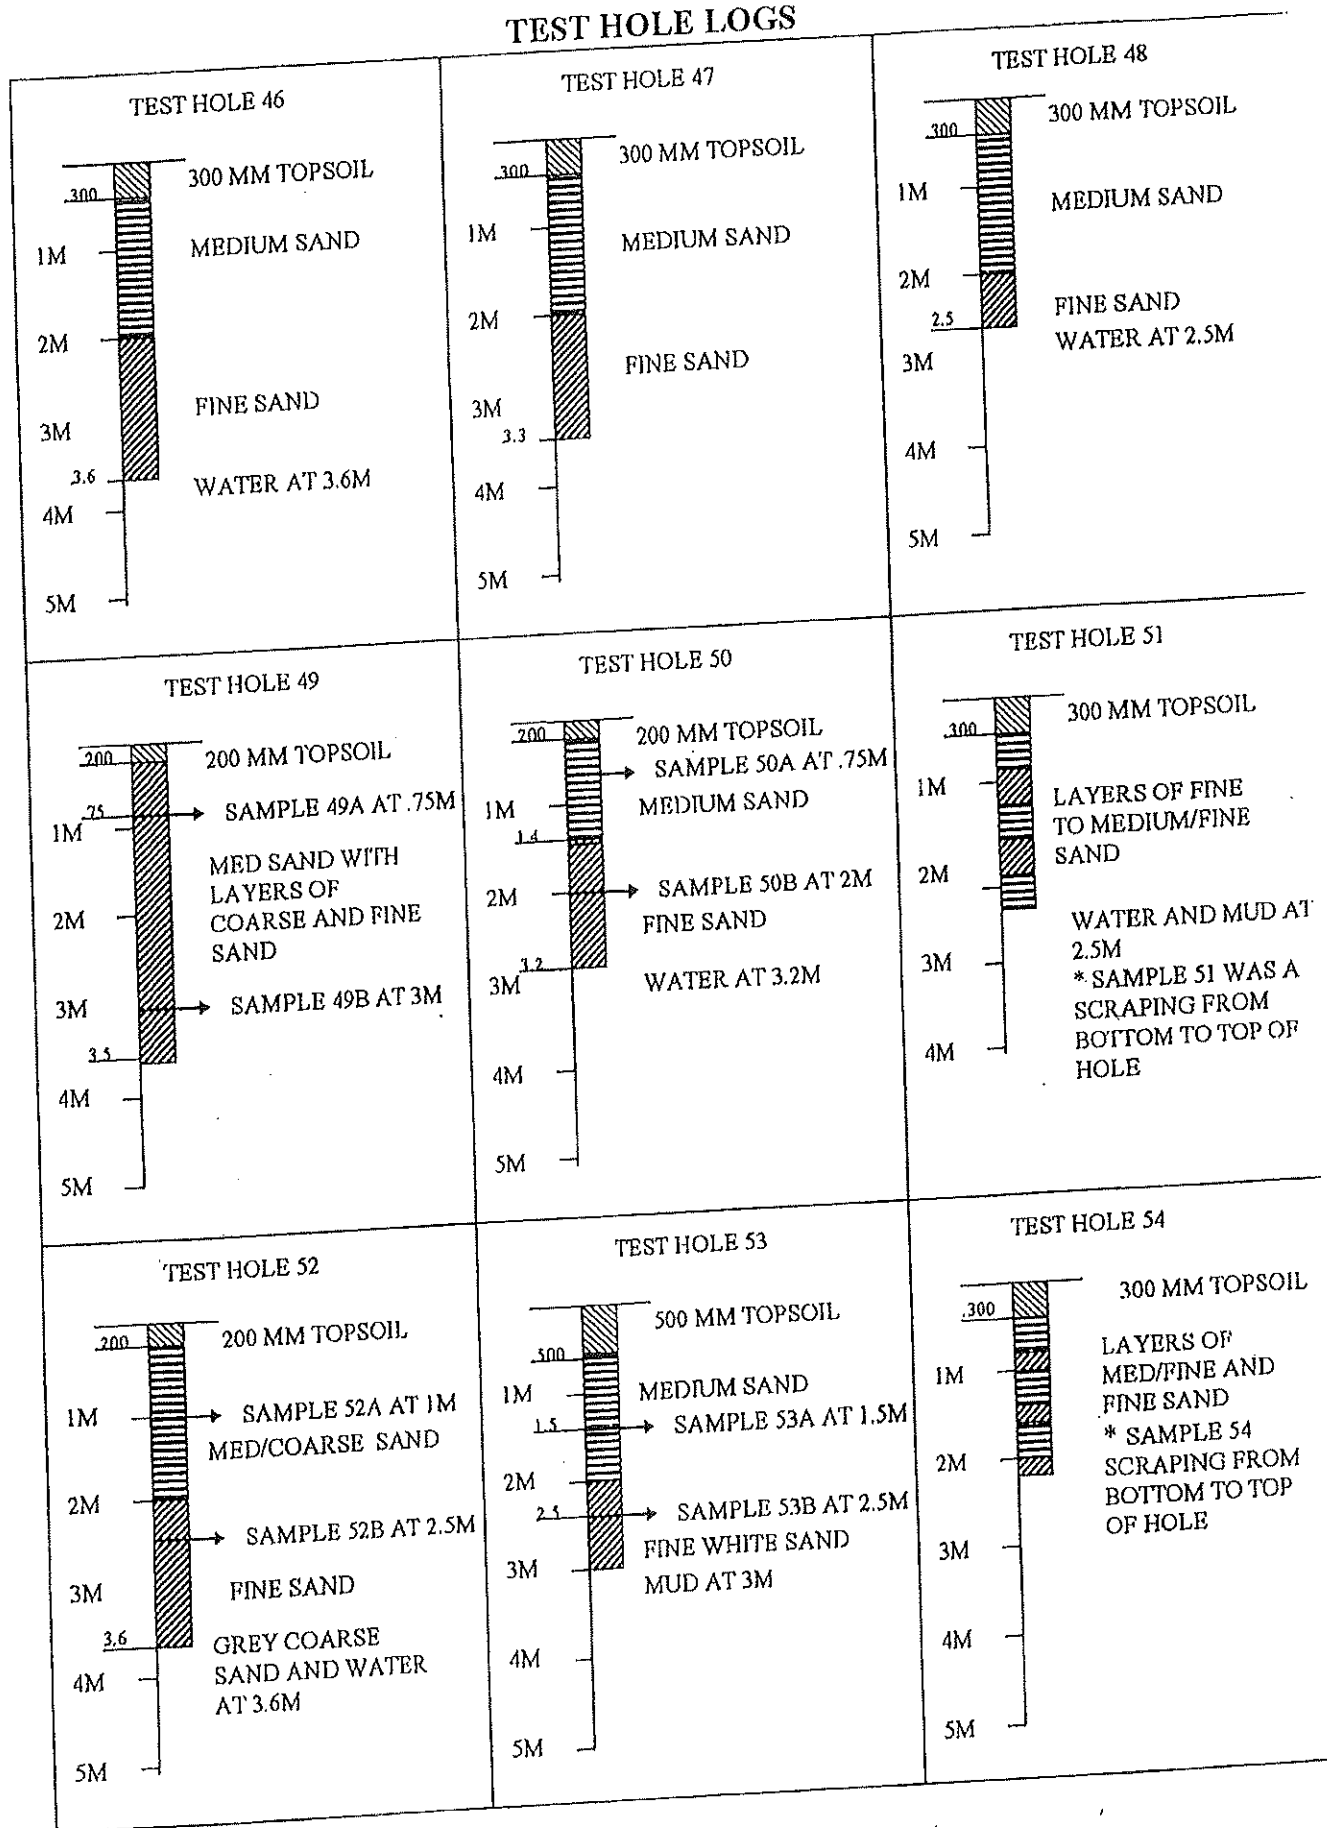 TEST HOLE LOGS
TEST HOLE 46
300 MM TOPSOIL
.300
MEDIUM SAND
1M
2M
FINE SAND
3M
3.6
WATER AT 3.6M
4M
5M
TEST HOLE 47
300 MM TOPSOIL
.300
1M
MEDIUM SAND
2M
FINE SAND
3M
3.3
4M
5M
TEST HOLE 48
300 MM TOPSOIL
.300
1M
MEDIUM SAND
2M
FINE SAND
2.5
WATER AT 2.5M
3M
4M
5M
TEST HOLE 49
.200
200 MM TOPSOIL
.75
SAMPLE 49A AT .75M
1M
MED SAND WITH
LAYERS OF
COARSE AND FINE
SAND
2M
3M
SAMPLE 49B AT 3M
3.5
4M
5M
TEST HOLE 50
.200
200 MM TOPSOIL
SAMPLE 50A AT .75M
1M
MEDIUM SAND
1.4
2M
SAMPLE 50B AT 2M
FINE SAND
3.2
3M
WATER AT 3.2M
4M
5M
TEST HOLE 51
300 MM TOPSOIL
.300
1M
LAYERS OF FINE
TO MEDIUM/FINE
SAND
2M
WATER AND MUD AT
2.5M
3M
* SAMPLE 51 WAS A
SCRAPING FROM
BOTTOM TO TOP OF
HOLE
4M
TEST HOLE 52
.200
200 MM TOPSOIL
1M
SAMPLE 52A AT 1M
MED/COARSE SAND
2M
SAMPLE 52B AT 2.5M
3M
FINE SAND
3.6
GREY COARSE
SAND AND WATER
AT 3.6M
4M
5M
TEST HOLE 53
500 MM TOPSOIL
.500
1M
MEDIUM SAND
1.5
SAMPLE 53A AT 1.5M
2M
2.5
SAMPLE 53B AT 2.5M
FINE WHITE SAND
3M
MUD AT 3M
4M
5M
TEST HOLE 54
300 MM TOPSOIL
.300
LAYERS OF
MED/FINE AND
FINE SAND
1M
* SAMPLE 54
SCRAPING FROM
BOTTOM TO TOP
OF HOLE
2M
3M
4M
5M